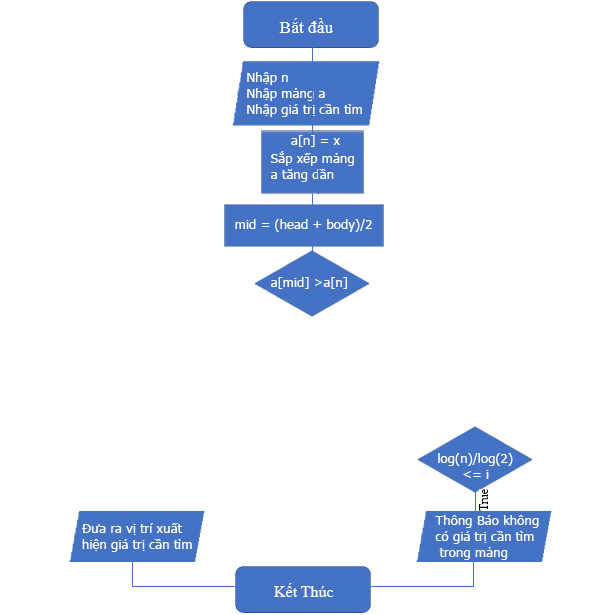 Bắt đầu
Nhập n
Nhập mảng a
Nhập giá trị cần tìm
a[n] = x
Sắp xếp mảng
a tăng dần
mid = (head + body)/2
a[mid] >a[n]
log(n)/log(2)
<= i
True
Đưa ra vị trí xuất
hiện giá trị cần tìm
Thông Báo không
có giá trị cần tìm
trong mảng
Kết Thúc